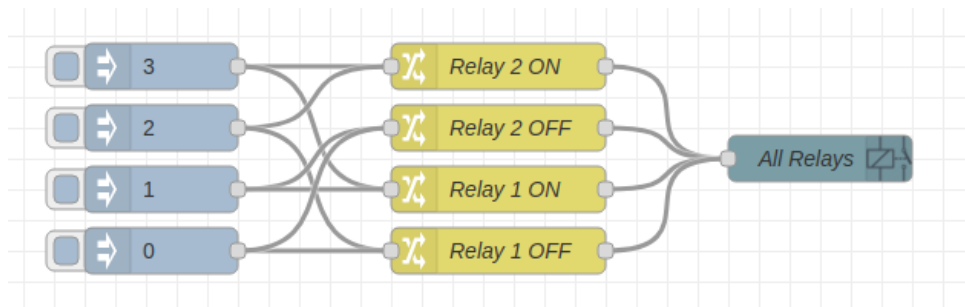 3
Relay 2 ON
2
Relay 2 OFF
All Relays
1
Relay 1 ON
0
Relay 1 OFF